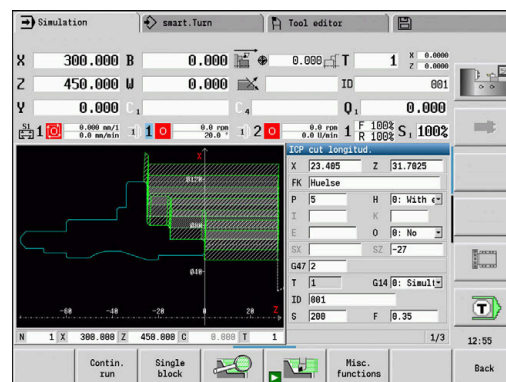 Simulation smart.Turn Tool editor
X 300.000 B 0.000 0.000 T 1 X 0.0000 Z 0.0000
Z 450.000 W 0.000 ID 001
Y 0.000 C1 C4 Q1 0.000
S1 1 0.000 mm/1 0.0 mm/min 1) 1 0.0 rpm 20.0 ° 1) 2 0.0 rpm 0.0 U/min 1 F 100% R 100% S1 100%
ICP cut longitud.
X 23.405 Z 31.7025
FK Huelse
P 5 H 0: With
I K
E O 0: No
SX SZ -27
G47 2
T 1 G14 0: Simult
ID 001
S 200 F 0.35
1/3
X
Ø120
Ø80
Ø40
-60 -40 -20 0 20 Z
N 1 X 300.000 Z 450.000 C 0.000 T 1
T
12:55
Contin. run
Single block
Misc. functions
Back